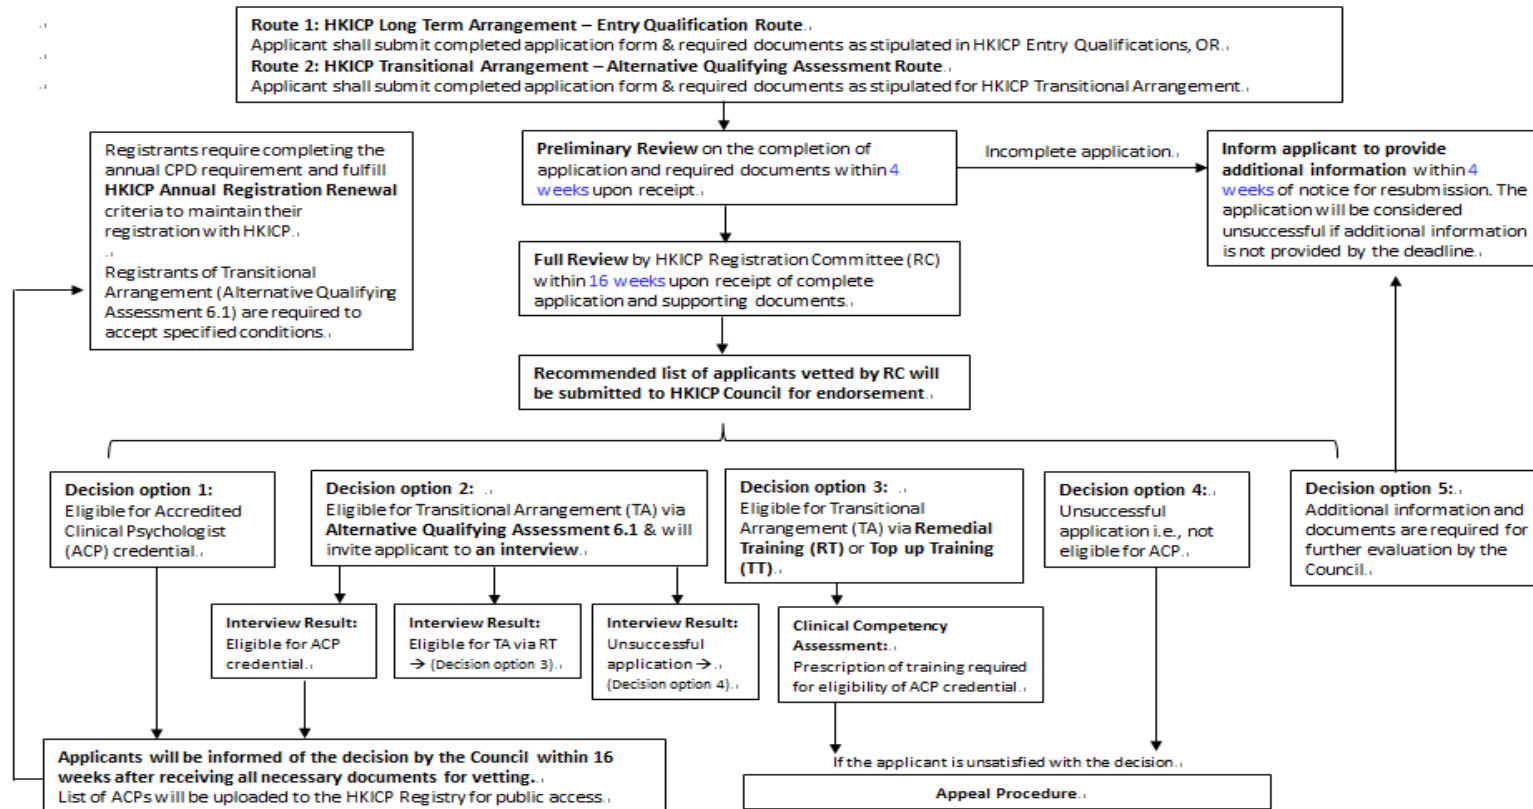 Route 1: HKICP Long Term Arrangement – Entry Qualification Route.
Applicant shall submit completed application form & required documents as stipulated in HKICP Entry Qualifications, OR.
Route 2: HKICP Transitional Arrangement – Alternative Qualifying Assessment Route.
Applicant shall submit completed application form & required documents as stipulated for HKICP Transitional Arrangement.
Registrants require completing the
annual CPD requirement and fulfill
HKICP Annual Registration Renewal
criteria to maintain their
registration with HKICP.
Registrants of Transitional
Arrangement (Alternative Qualifying
Assessment 6.1) are required to
accept specified conditions.
Preliminary Review on the completion of
application and required documents within 4
weeks upon receipt.
Incomplete application.
Inform applicant to provide
additional information within 4
weeks of notice for resubmission. The
application will be considered
unsuccessful if additional information
is not provided by the deadline.
Full Review by HKICP Registration Committee (RC)
within 16 weeks upon receipt of complete
application and supporting documents.
Recommended list of applicants vetted by RC will
be submitted to HKICP Council for endorsement.
Decision option 1:
Eligible for Accredited
Clinical Psychologist
(ACP) credential.
Decision option 2:
Eligible for Transitional Arrangement (TA) via
Alternative Qualifying Assessment 6.1 & will
invite applicant to an interview.
Decision option 3:
Eligible for Transitional
Arrangement (TA) via Remedial
Training (RT) or Top up Training
(TT).
Decision option 4:
Unsuccessful
application i.e., not
eligible for ACP.
Decision option 5:
Additional information and
documents are required for
further evaluation by the
Council.
Interview Result:
Eligible for ACP
credential.
Interview Result:
Eligible for TA via RT
→ (Decision option 3).
Interview Result:
Unsuccessful
application →
(Decision option 4).
Clinical Competency
Assessment:
Prescription of training required
for eligibility of ACP credential.
Applicants will be informed of the decision by the Council within 16
weeks after receiving all necessary documents for vetting.
List of ACPs will be uploaded to the HKICP Registry for public access.
If the applicant is unsatisfied with the decision.
Appeal Procedure.